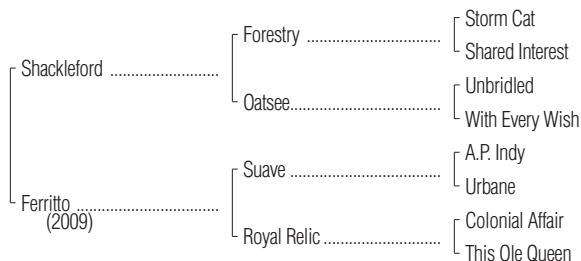 Storm Cat
Forestry ..............................
Shared Interest
Shackleford ........................
Unbridled
Oatsee..................................
With Every Wish
A.P. Indy
Suave ..................................
Urbane
Ferritto ................................
(2009)
Colonial Affair
Royal Relic..........................
This Ole Queen